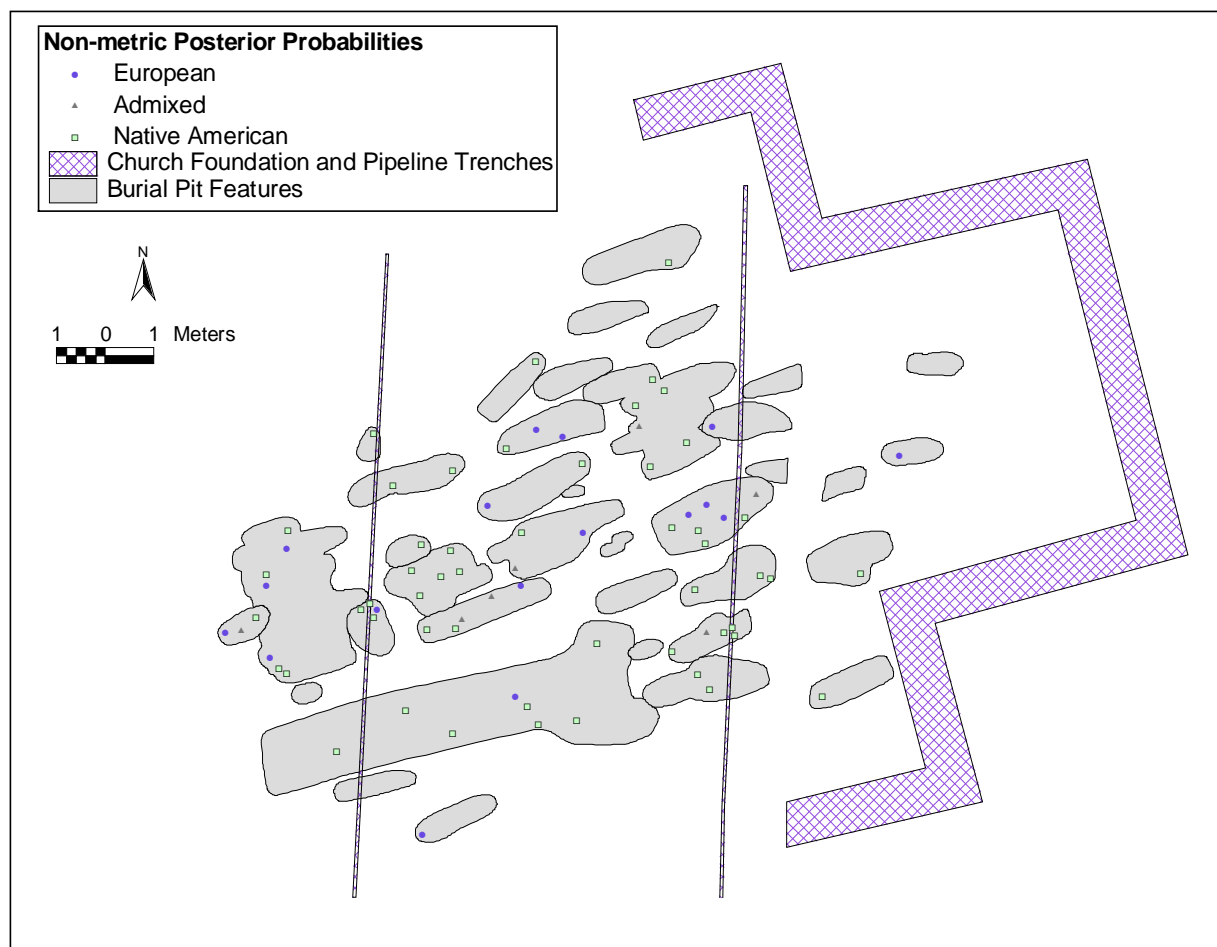 Non-metric Posterior Probabilities
European
Admixed
Native American
Church Foundation and Pipeline Trenches
Burial Pit Features
N
1 0 1 Meters